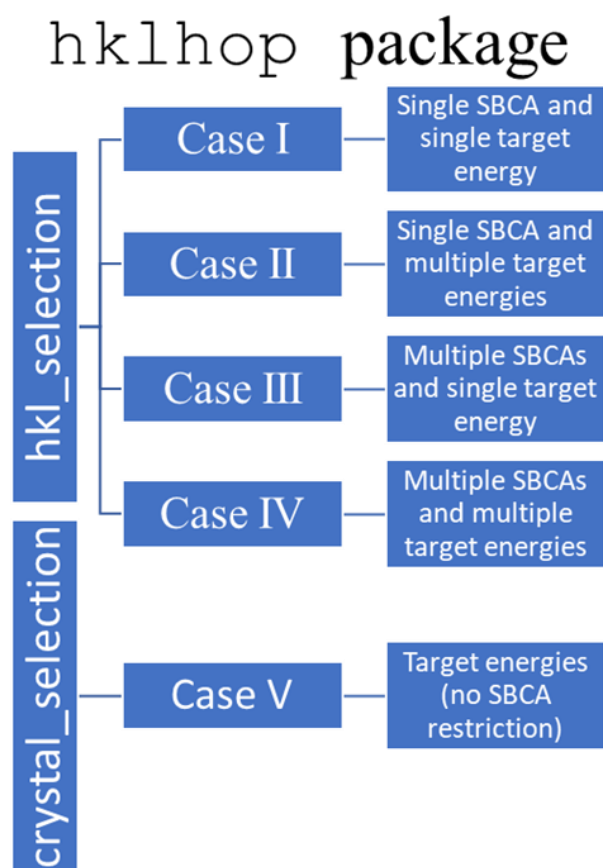 hklhop package
hkl_selection
Case I
Single SBCA and
single target
energy
Case II
Single SBCA and
multiple target
energies
Case III
Multiple SBCAs
and single target
energy
Case IV
Multiple SBCAs
and multiple
target energies
crystal_selection
Case V
Target energies
(no SBCA
restriction)